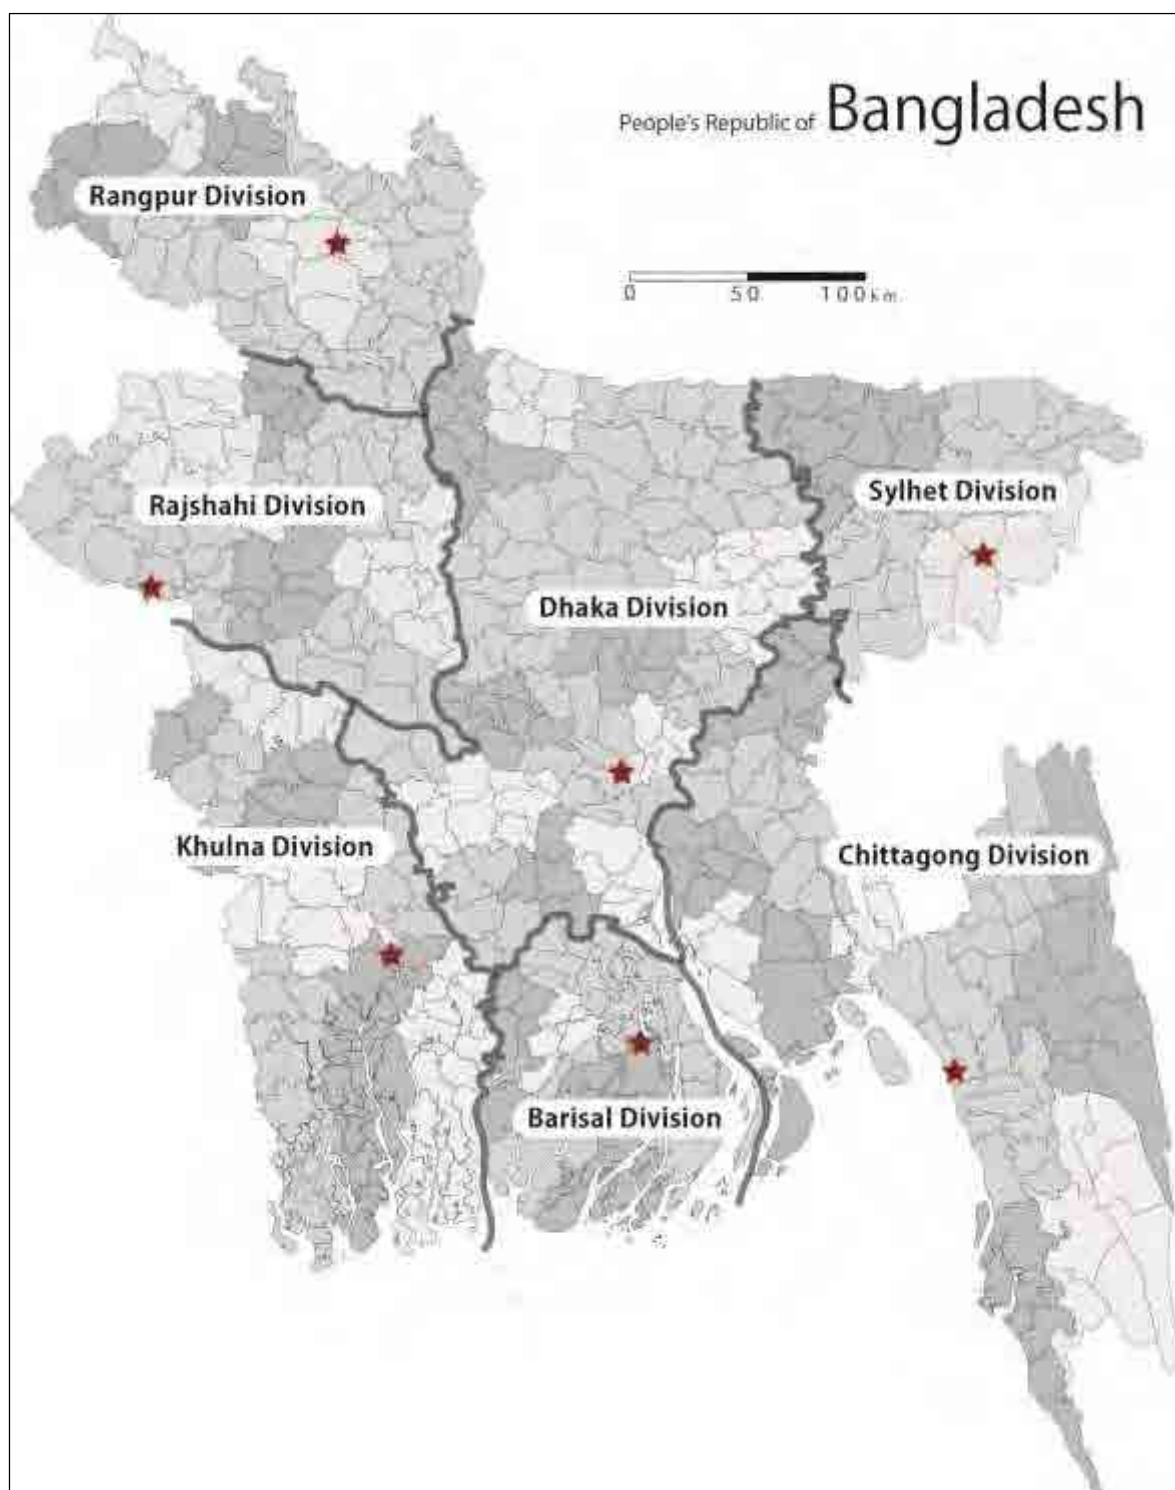 People's Republic of Bangladesh
Rangpur Division
0 50 100km.
Rajshahi Division
Sylhet Division
Dhaka Division
Khulna Division
Chittagong Division
Barisal Division